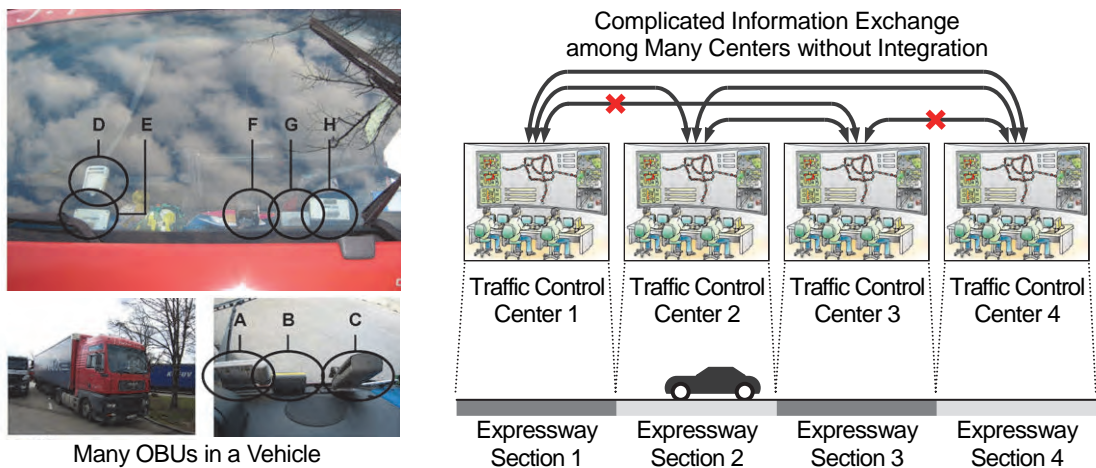 D
E
F
G
H
A
B
C
Many OBUs in a Vehicle
Complicated Information Exchange
among Many Centers without Integration
Traffic Control
Center 1
Traffic Control
Center 2
Traffic Control
Center 3
Traffic Control
Center 4
Expressway
Section 1
Expressway
Section 2
Expressway
Section 3
Expressway
Section 4